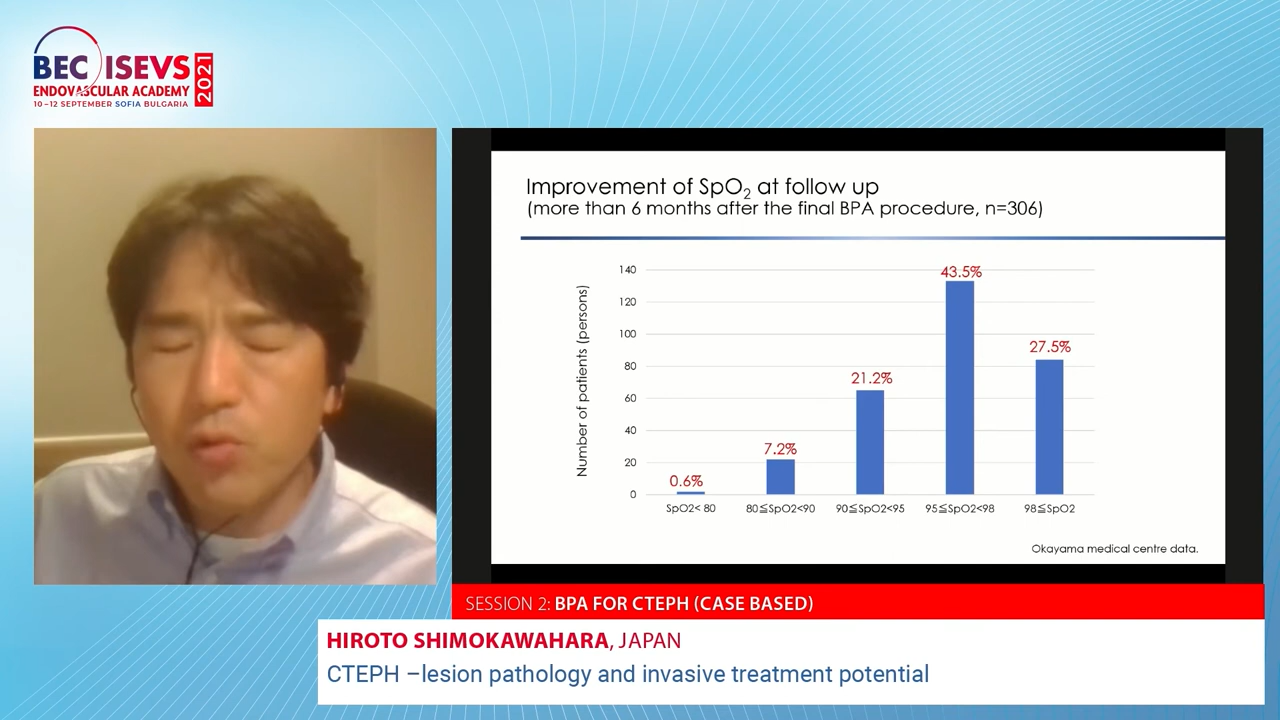 BEC ISEVS 2021
ENDOVASCULAR ACADEMY
10–12 SEPTEMBER SOFIA BULGARIA
Improvement of SpO2 at follow up
(more than 6 months after the final BPA procedure, n=306)
Number of patients (persons)
140
120
100
80
60
40
20
0
0.6%
7.2%
21.2%
43.5%
27.5%
SpO2< 80
80≦SpO2<90
90≦SpO2<95
95≦SpO2<98
98≦SpO2
Okayama medical centre data.
SESSION 2: BPA FOR CTEPH (CASE BASED)
HIROTO SHIMOKAWAHARA, JAPAN
CTEPH –lesion pathology and invasive treatment potential